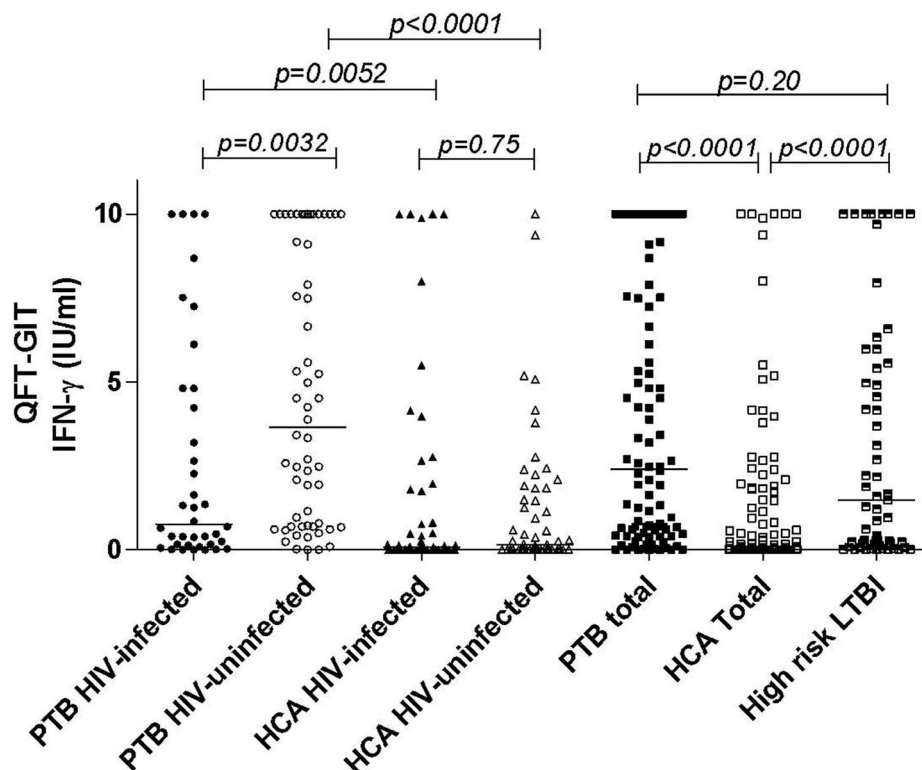 p<0.0001
p=0.0052
p=0.20
p=0.0032
p=0.75
p<0.0001
p<0.0001
10
5
0
QFT-GIT
IFN-γ (IU/ml)
PTB HIV-infected
PTB HIV-uninfected
HCA HIV-infected
HCA HIV-uninfected
PTB total
HCA Total
High risk LTBI